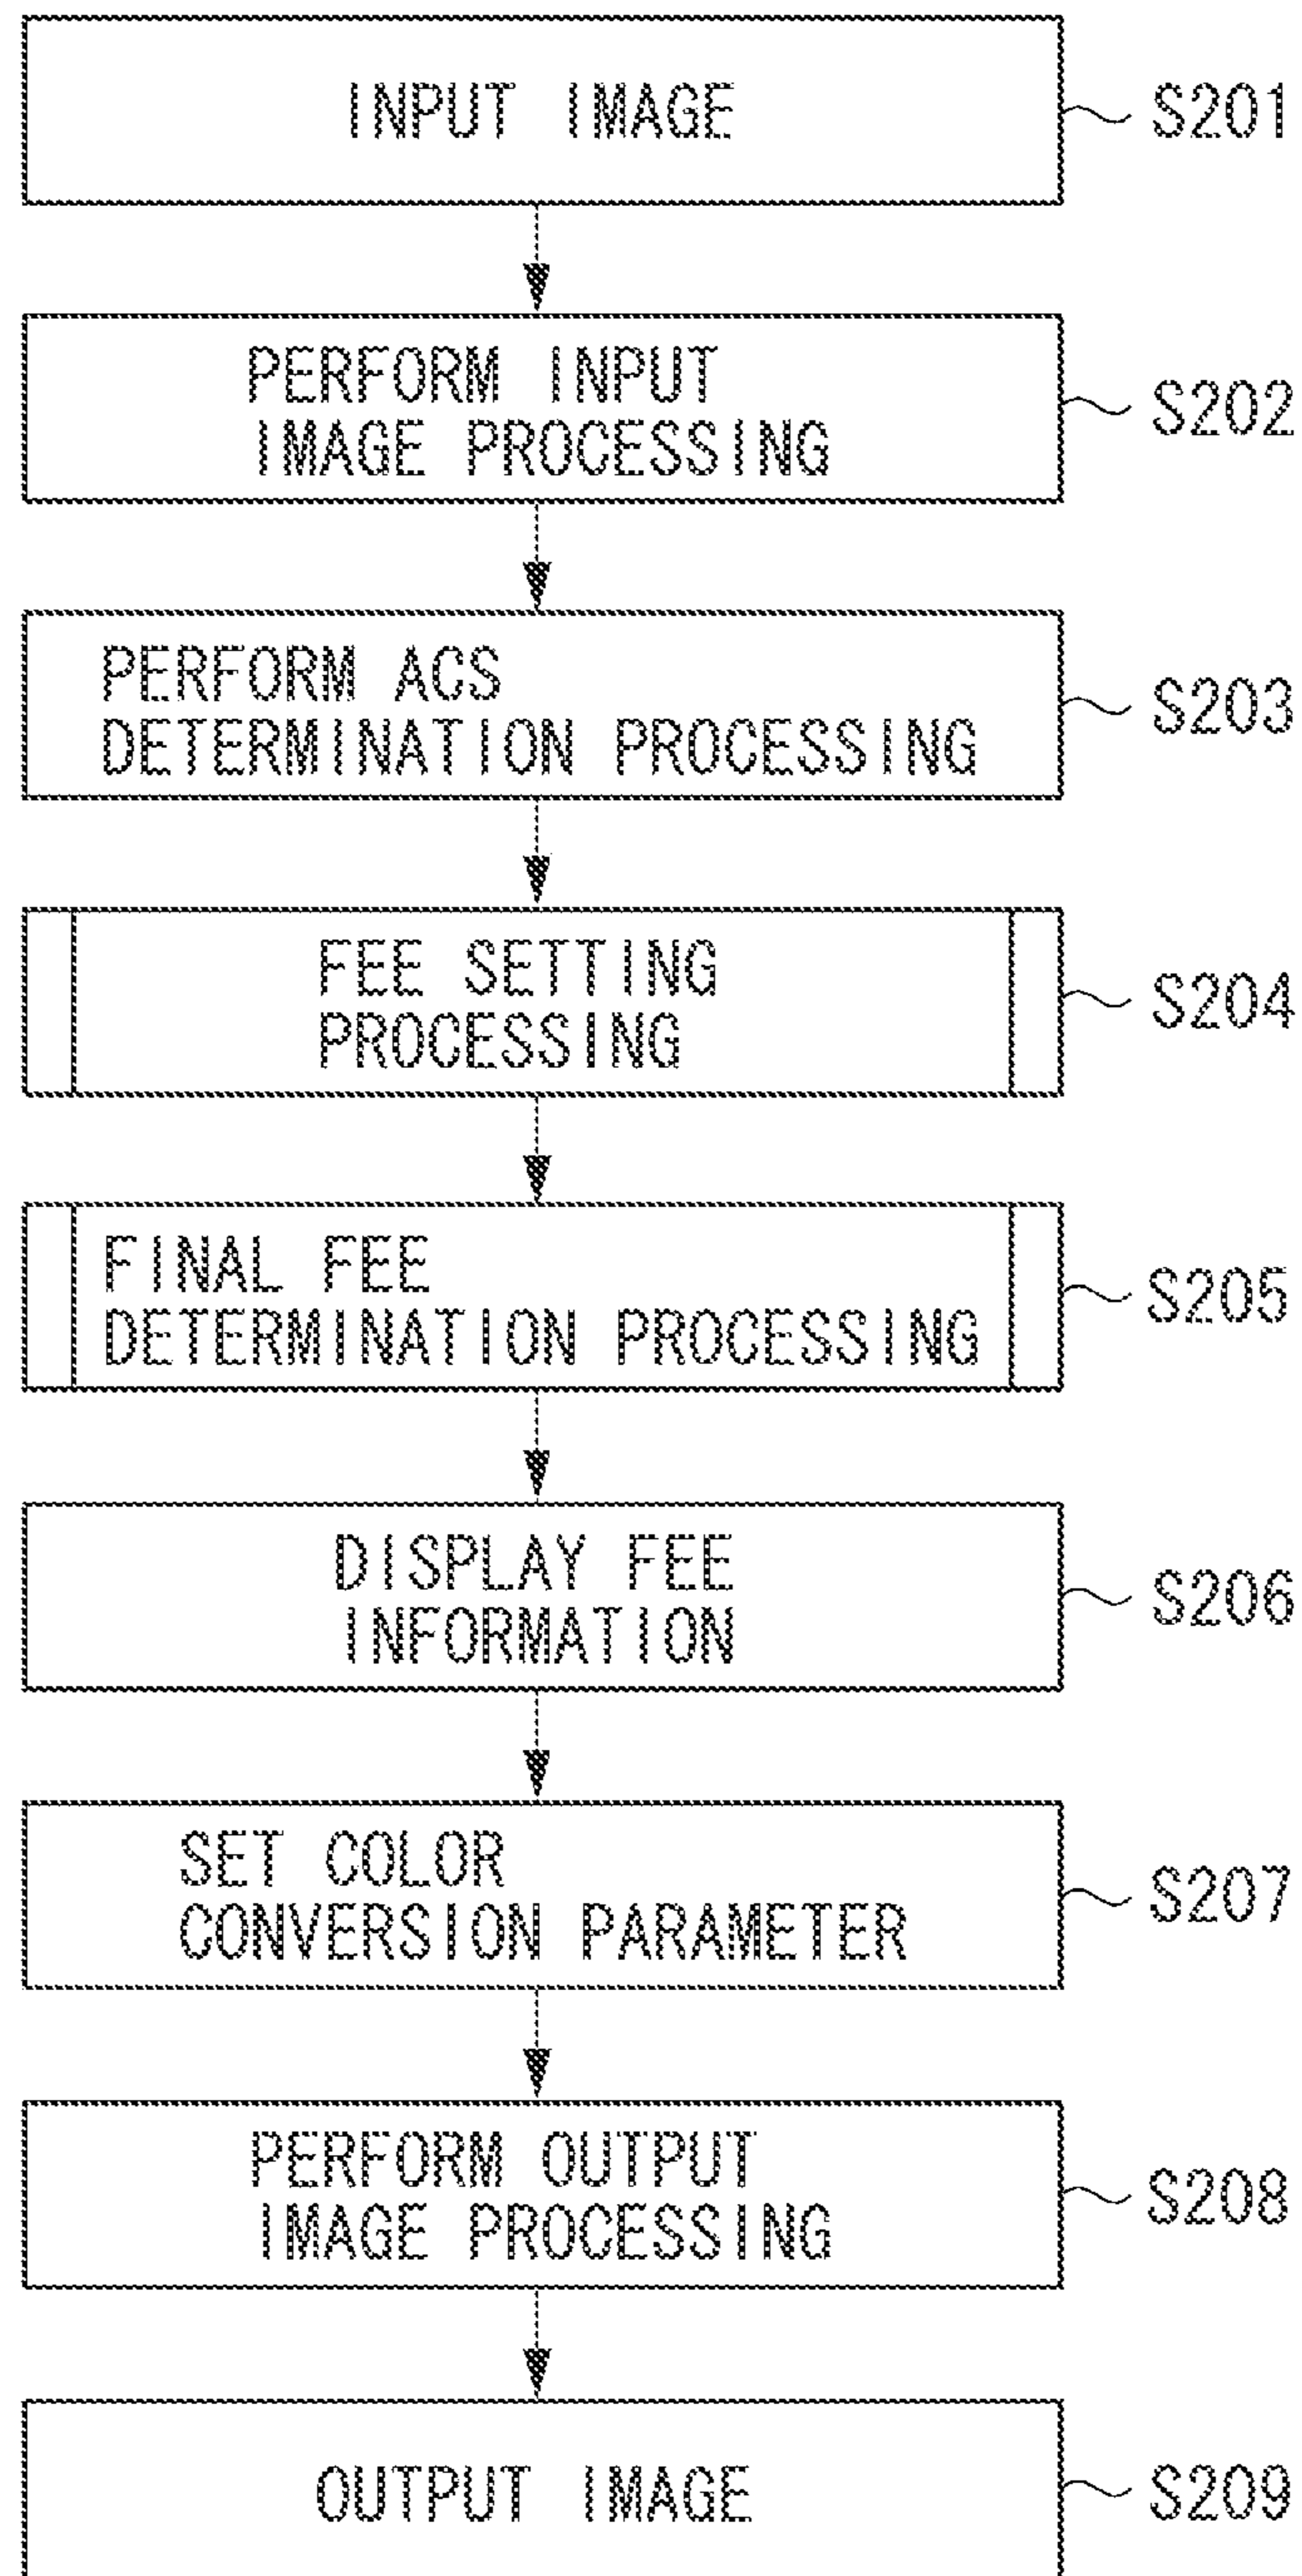 INPUT IMAGE
S201
PERFORM INPUT
IMAGE PROCESSING
S202
PERFORM ACS
DETERMINATION PROCESSING
S203
FEE SETTING
PROCESSING
S204
FINAL FEE
DETERMINATION PROCESSING
S205
DISPLAY FEE
INFORMATION
S206
SET COLOR
CONVERSION PARAMETER
S207
PERFORM OUTPUT
IMAGE PROCESSING
S208
OUTPUT IMAGE
S209